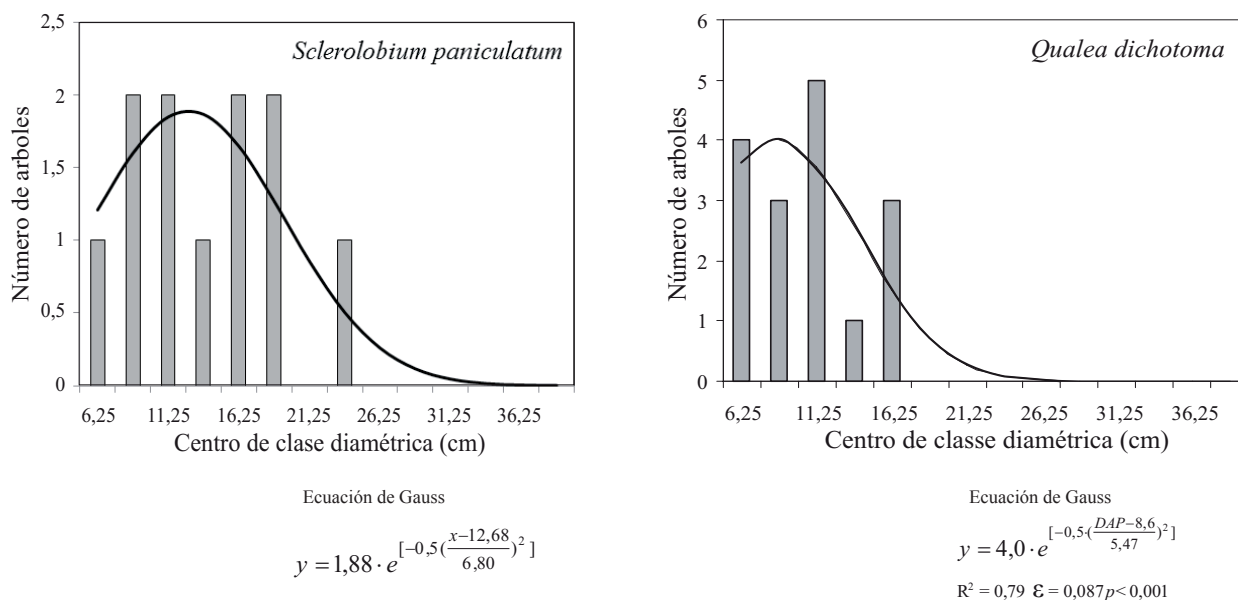 Sclerolobium paniculatum
Número de arboles
2,5
2
1,5
1
0,5
0
6,25 11,25 16,25 21,25 26,25 31,25 36,25
Centro de clase diamétrica (cm)
Ecuación de Gauss
y = 1,88 · e^[−0,5(\frac{x−12,68}{6,80})^2]
Qualea dichotoma
Número de arboles
6
5
4
3
2
1
0
6,25 11,25 16,25 21,25 26,25 31,25 36,25
Centro de classe diamétrica (cm)
Ecuación de Gauss
y = 4,0 · e^[−0,5·(\frac{DAP−8,6}{5,47})^2]
R² = 0,79 ε = 0,087p< 0,001